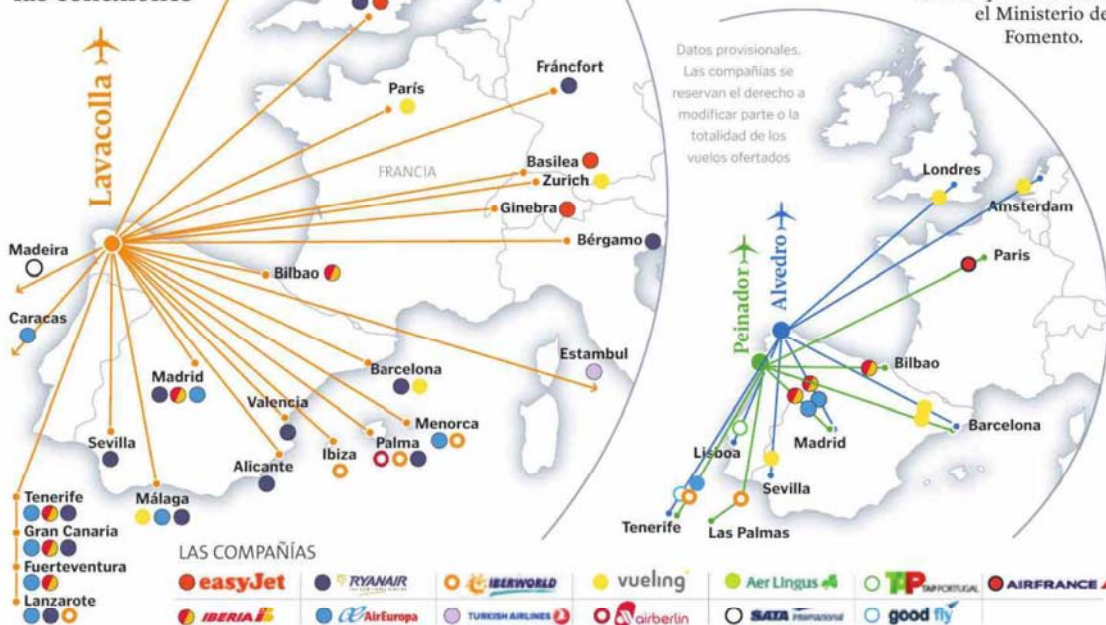 las conexiones
el Ministerio de
Fomento.
Datos provisionales.
Las compañías se
reservan el derecho a
modificar parte o la
totalidad de los
vuelos ofertados
Lavacolla
París
Fráncfort
FRANCIA
Basilea
Zurich
Ginebra
Bérgamo
Madeira
Bilbao
Caracas
Estambul
Madrid
Barcelona
Valencia
Menorca
Sevilla
Ibiza
Palma
Alicante
Tenerife
Málaga
Gran Canaria
Fuerteventura
Lanzarote
Peinador
Alvedro
Londres
Amsterdam
Paris
Bilbao
Barcelona
Lisboa
Madrid
Sevilla
Tenerife
Las Palmas
LAS COMPAÑÍAS
easyJet
RYANAIR
IBERWORLD
vueling
Aer Lingus
TAP PORTUGAL
AIRFRANCE
IBERIA
AirEuropa
TURKISH AIRLINES
airberlin
SATA International
good fly